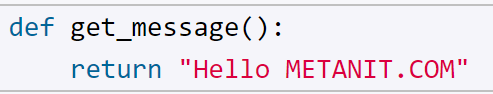 def get_message():
    return "Hello METANIT.COM"